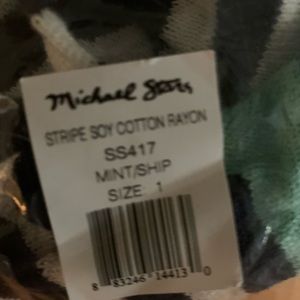 Michael Stars
STRIPE SOY COTTON RAYON
SS417
MINT/SHIP
SIZE: 1
8 83246 14413 0